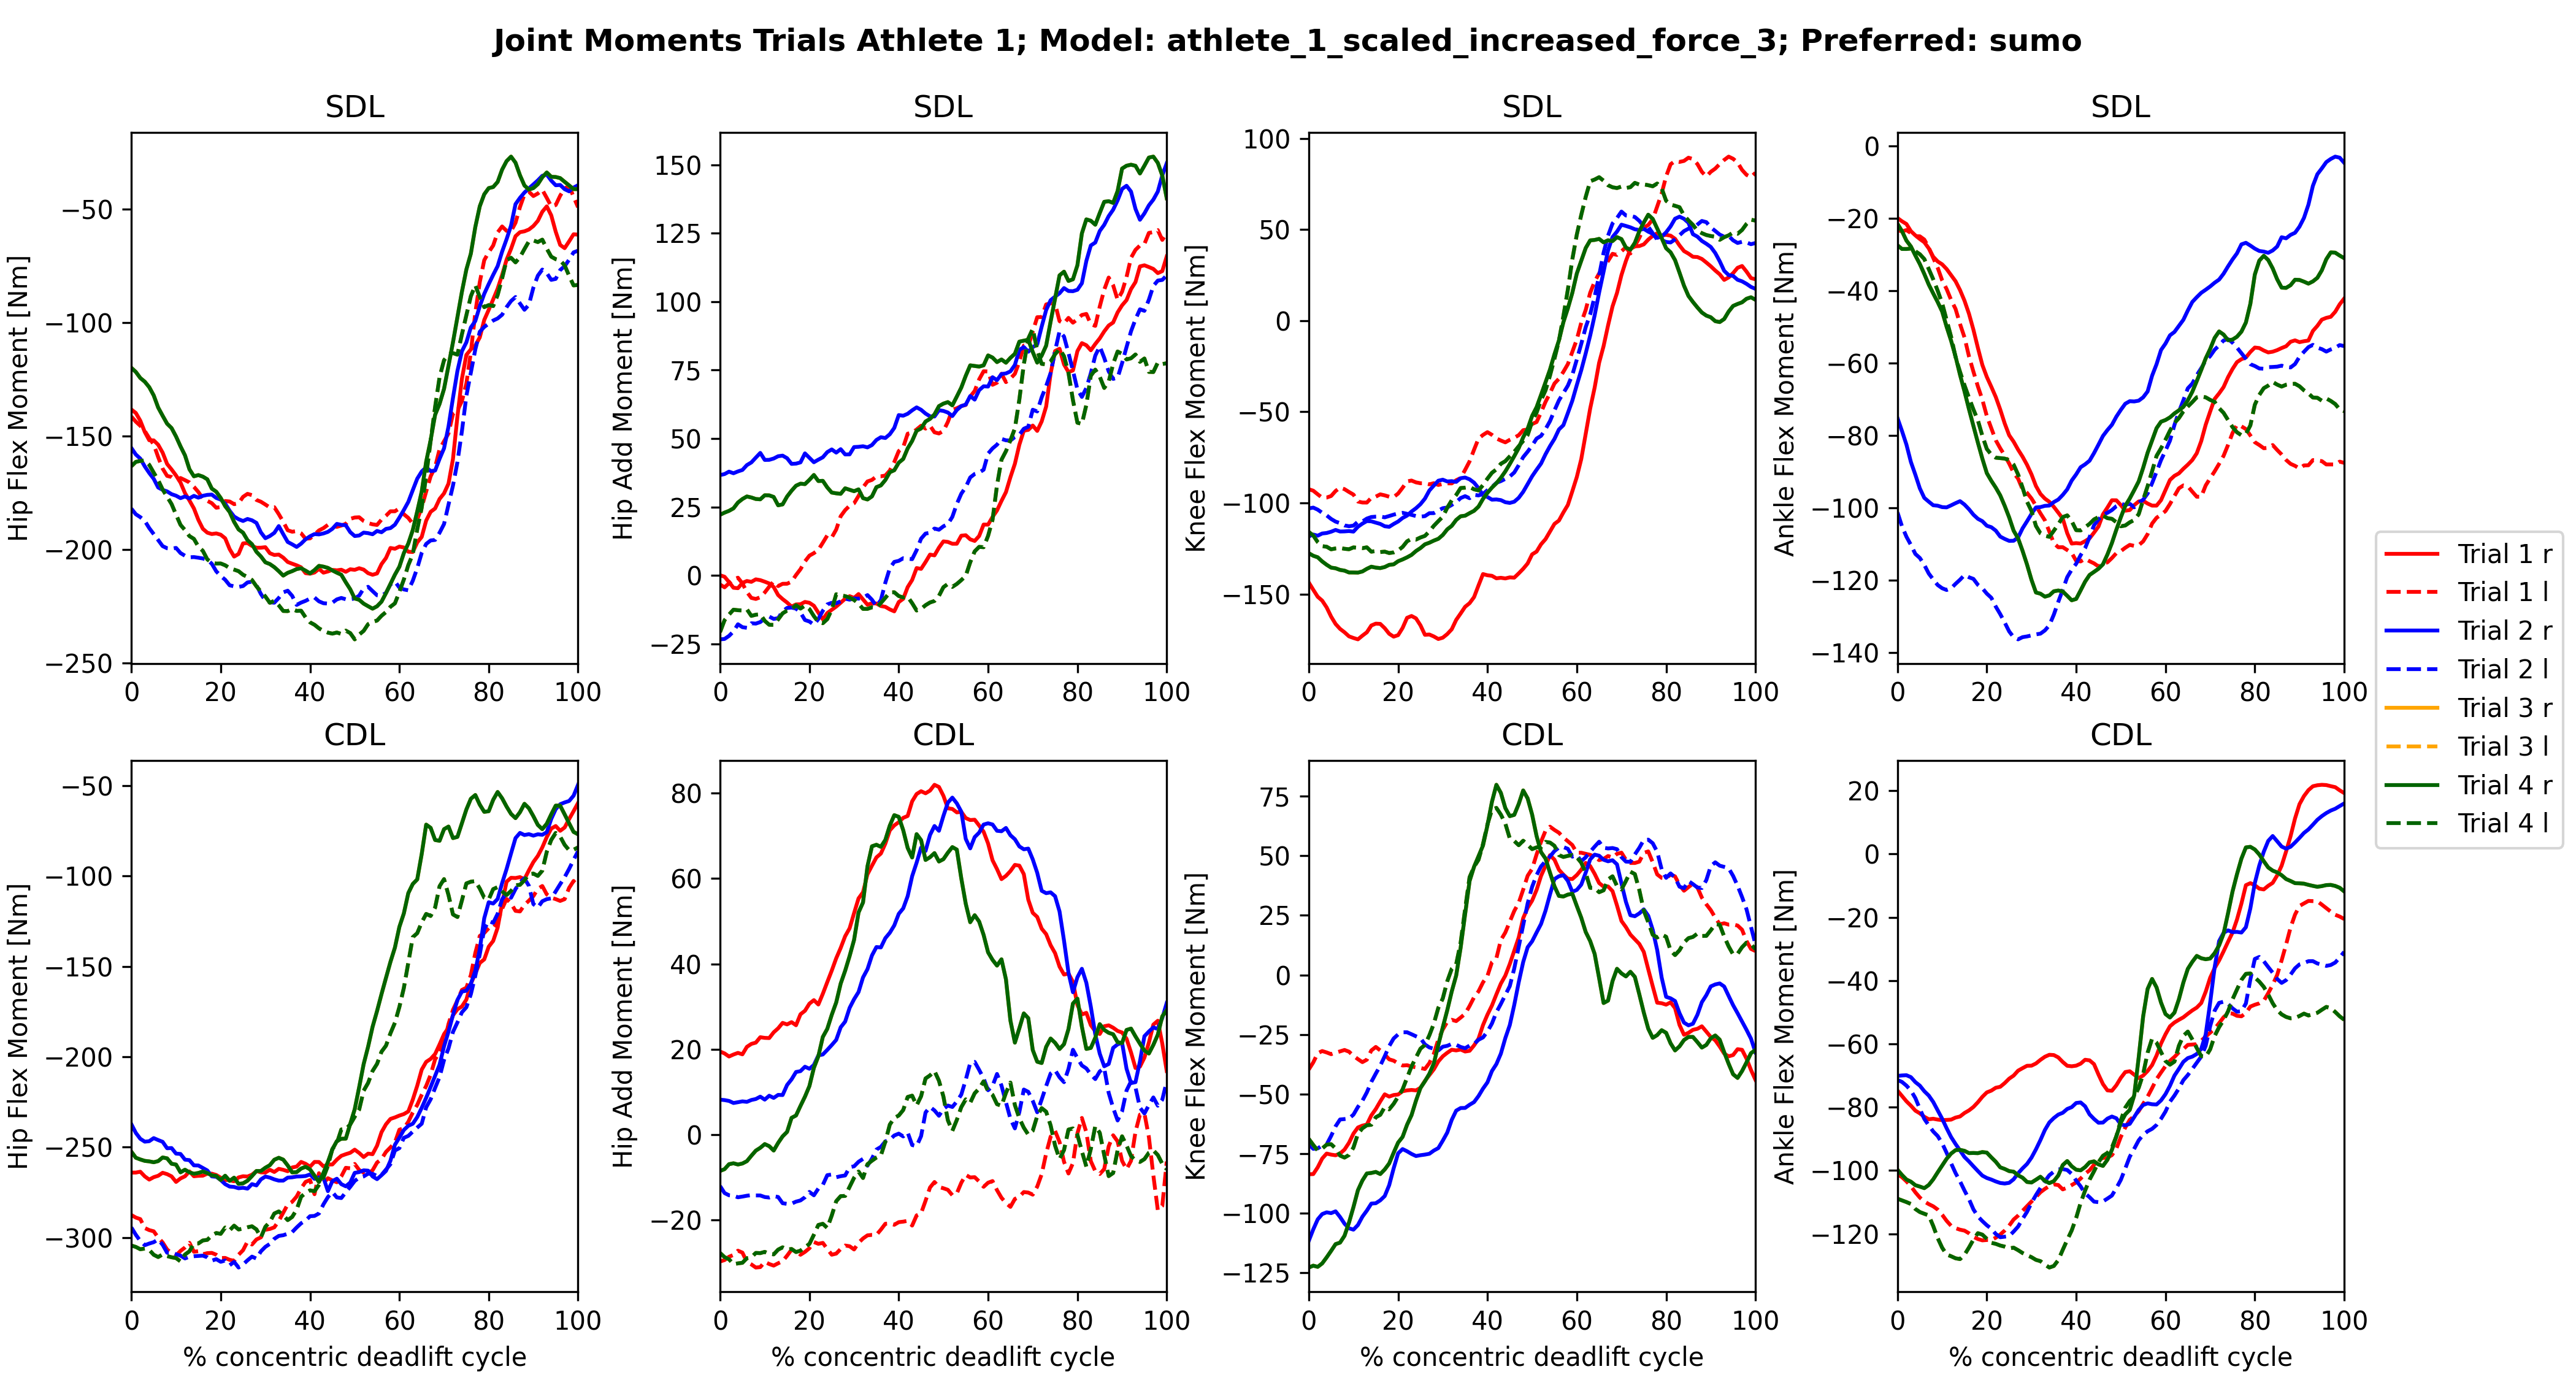 Joint Moments Trials Athlete 1; Model: athlete_1_scaled_increased_force_3; Preferred: sumo
SDL
SDL
SDL
SDL
Hip Flex Moment [Nm]
−50
−100
−150
−200
−250
0 20 40 60 80 100
Hip Add Moment [Nm]
150
125
100
75
50
25
0
−25
0 20 40 60 80 100
Knee Flex Moment [Nm]
100
50
0
−50
−100
−150
0 20 40 60 80 100
Ankle Flex Moment [Nm]
0
−20
−40
−60
−80
−100
−120
−140
0 20 40 60 80 100
CDL
CDL
CDL
CDL
Hip Flex Moment [Nm]
−50
−100
−150
−200
−250
−300
0 20 40 60 80 100
% concentric deadlift cycle
Hip Add Moment [Nm]
80
60
40
20
0
−20
0 20 40 60 80 100
% concentric deadlift cycle
Knee Flex Moment [Nm]
75
50
25
0
−25
−50
−75
−100
−125
0 20 40 60 80 100
% concentric deadlift cycle
Ankle Flex Moment [Nm]
20
0
−20
−40
−60
−80
−100
−120
0 20 40 60 80 100
% concentric deadlift cycle
Trial 1 r
Trial 1 l
Trial 2 r
Trial 2 l
Trial 3 r
Trial 3 l
Trial 4 r
Trial 4 l